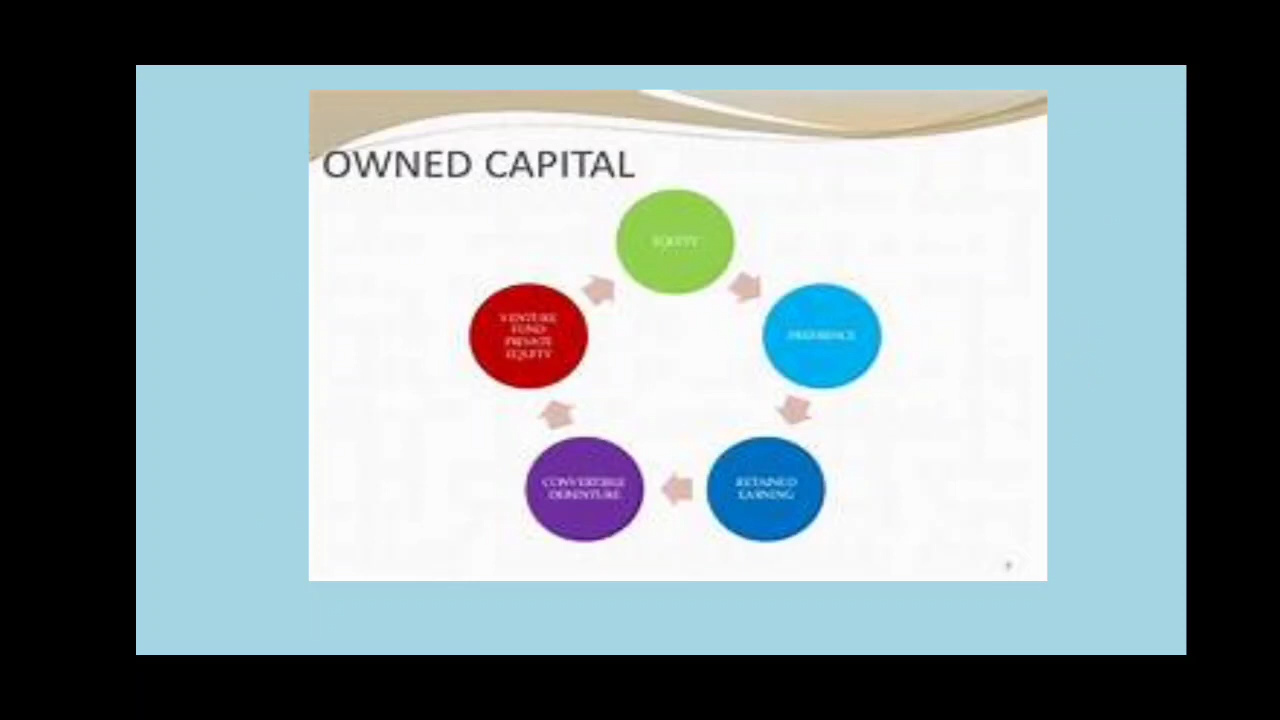 OWNED CAPITAL
EQUITY
PREFERENCE
RETAINED
EARNING
CONVERTIBLE
DEBENTURE
VENTURE
FUND
PRIVATE
EQUITY